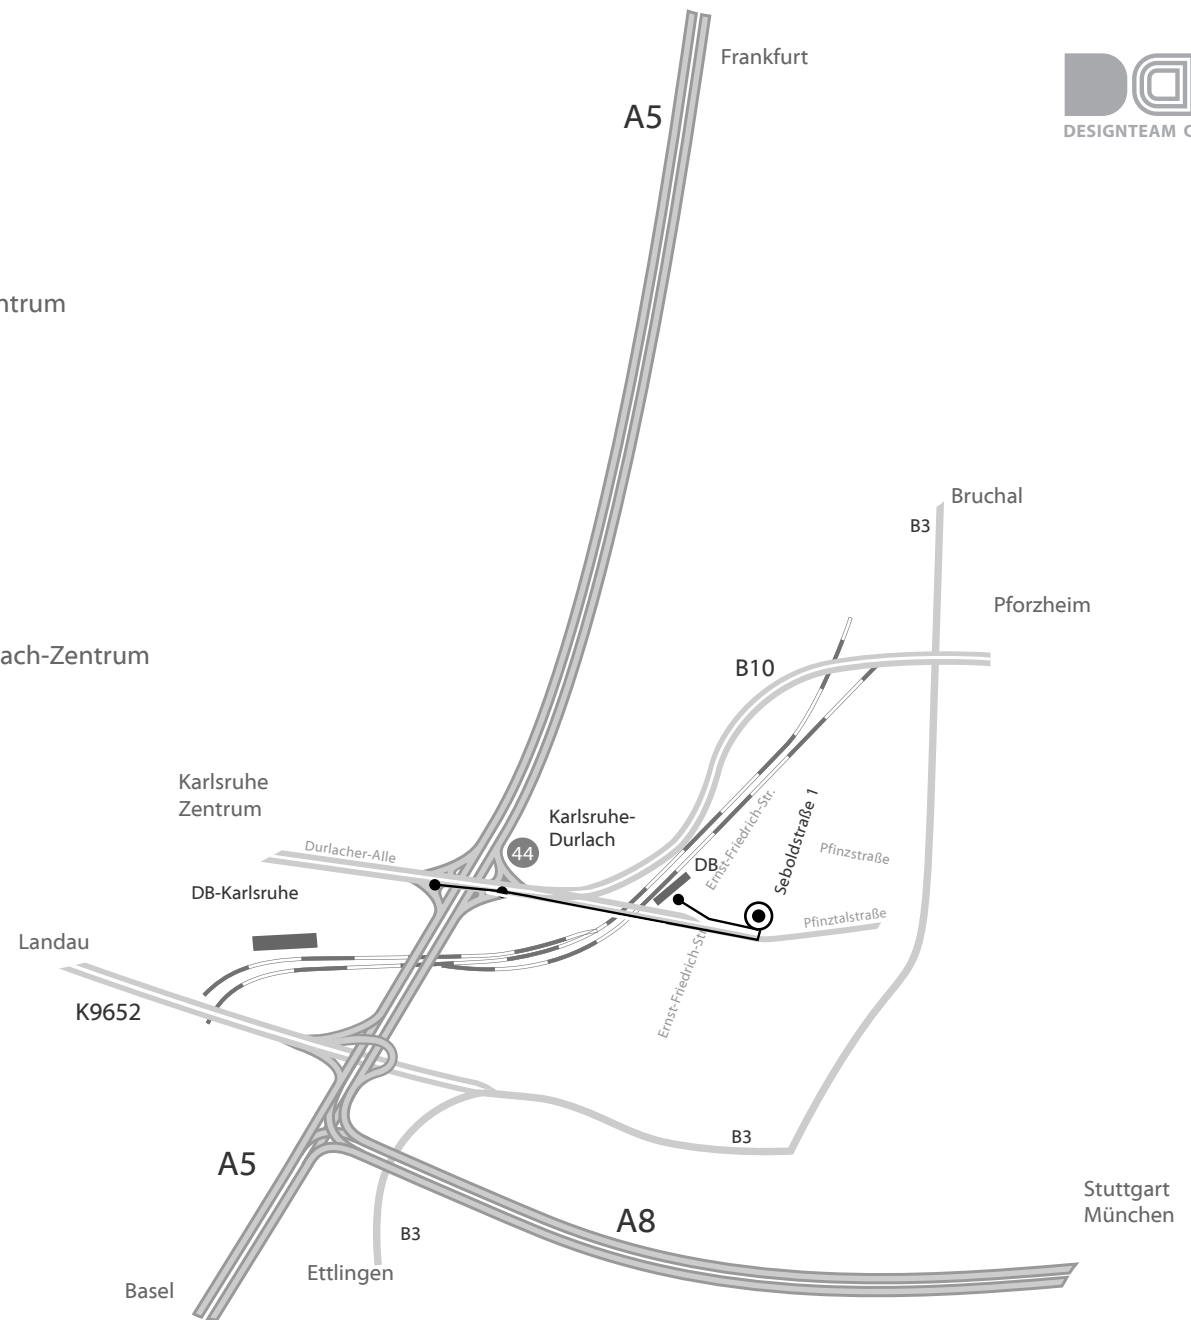 Frankfurt
A5
DESIGNTEAM
ntrum
Bruchal
B3
Pforzheim
ach-Zentrum
B10
Karlsruhe
Zentrum
Karlsruhe-
Durlach
44
Durlacher-Alle
DB
Ernst-Friedrich-Str.
Seboldstraße 1
Pfinzstraße
DB-Karlsruhe
Pfinztalstraße
Landau
Ernst-Friedrich-Str
K9652
B3
A5
Stuttgart
München
A8
B3
Ettlingen
Basel